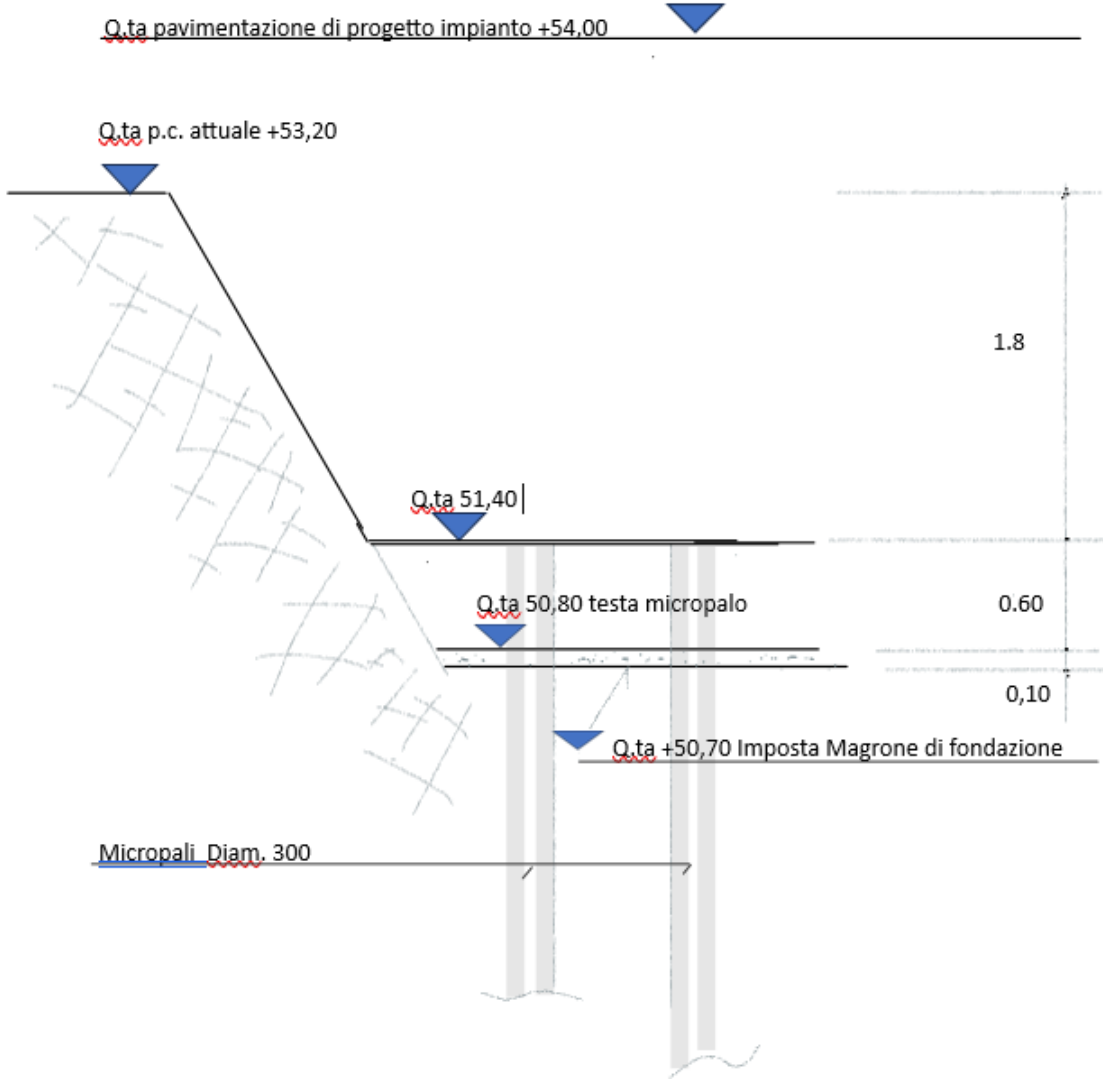 Q.ta pavimentazione di progetto impianto +54,00
Q.ta p.c. attuale +53,20
1.8
Q.ta 51,40
Q.ta 50,80 testa micropalo
0.60
0,10
Q.ta +50,70 Imposta Magrone di fondazione
Micropali Diam. 300